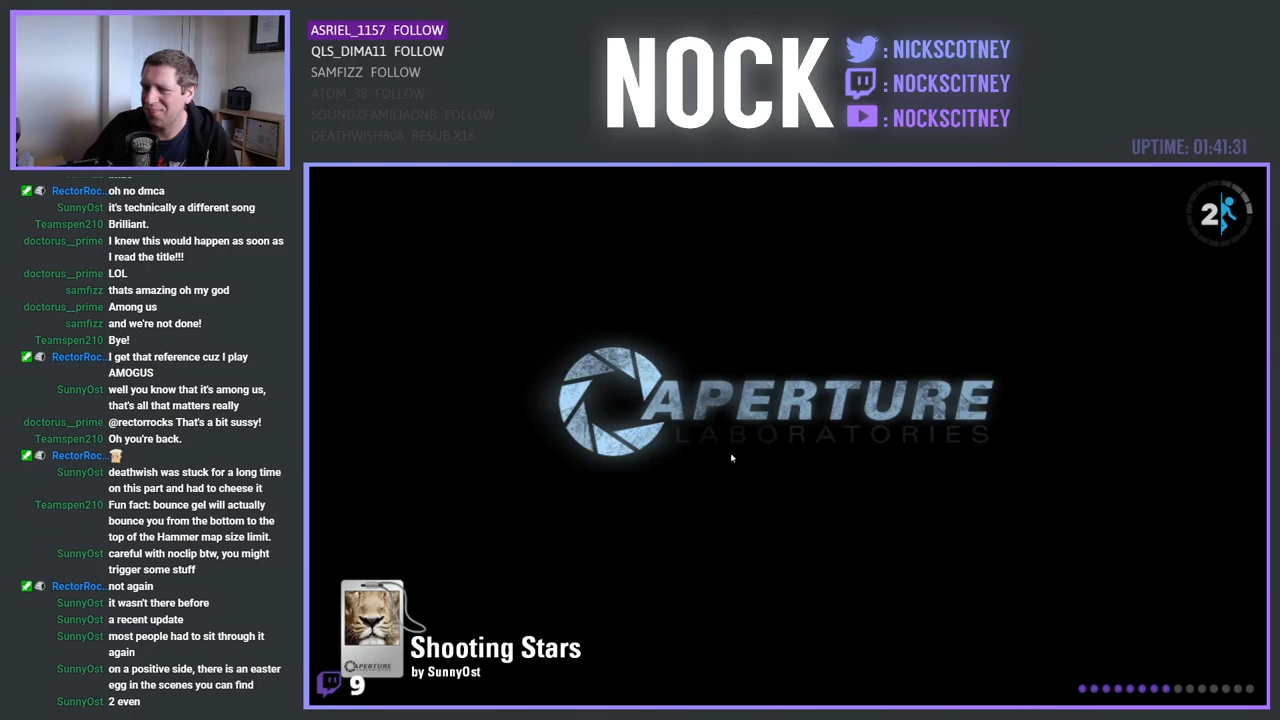 ASRIEL_1157 FOLLOW
QLS_DIMA11 FOLLOW
SAMFIZZ FOLLOW
ATOM_38 FOLLOW
SOUNDZFAMILIADNB FOLLOW
DEATHWISH808 RESUB X16
NOCK
: NICKSCOTNEY
: NOCKSCITNEY
: NOCKSCITNEY
UPTIME: 01:41:31
RectorRoc.. oh no dmca
SunnyOst it's technically a different song
Teamspen210 Brilliant.
doctorus__prime I knew this would happen as soon as
I read the title!!!
doctorus__prime LOL
samfizz thats amazing oh my god
doctorus__prime Among us
samfizz and we're not done!
Teamspen210 Bye!
RectorRoc.. I get that reference cuz I play
AMOGUS
SunnyOst well you know that it's among us,
that's all that matters really
doctorus__prime @rectorrocks That's a bit sussy!
Teamspen210 Oh you're back.
RectorRoc..
SunnyOst deathwish was stuck for a long time
on this part and had to cheese it
Teamspen210 Fun fact: bounce gel will actually
bounce you from the bottom to the
top of the Hammer map size limit.
SunnyOst careful with noclip btw, you might
trigger some stuff
RectorRoc.. not again
SunnyOst it wasn't there before
SunnyOst a recent update
SunnyOst most people had to sit through it
again
SunnyOst on a positive side, there is an easter
egg in the scenes you can find
SunnyOst 2 even
2
APERTURE
LABORATORIES
Shooting Stars
by SunnyOst
APERTURE
9